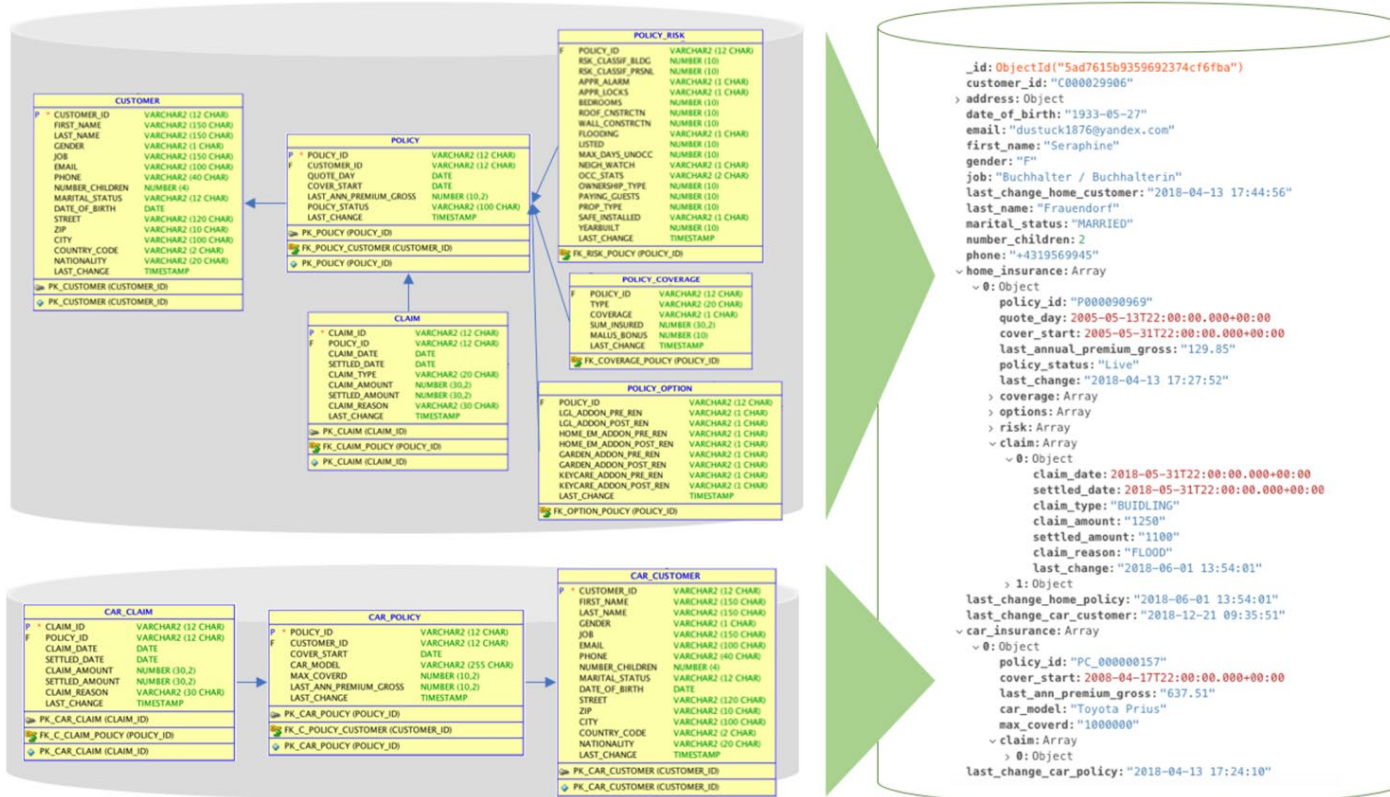 CUSTOMER
P * CUSTOMER_ID VARCHAR2 (12 CHAR)
FIRST_NAME VARCHAR2 (150 CHAR)
LAST_NAME VARCHAR2 (150 CHAR)
GENDER VARCHAR2 (1 CHAR)
JOB VARCHAR2 (150 CHAR)
EMAIL VARCHAR2 (100 CHAR)
PHONE VARCHAR2 (40 CHAR)
NUMBER_CHILDREN NUMBER (4)
MARITAL_STATUS VARCHAR2 (12 CHAR)
DATE_OF_BIRTH DATE
STREET VARCHAR2 (120 CHAR)
ZIP VARCHAR2 (10 CHAR)
CITY VARCHAR2 (100 CHAR)
COUNTRY_CODE VARCHAR2 (2 CHAR)
NATIONALITY VARCHAR2 (20 CHAR)
LAST_CHANGE TIMESTAMP
PK_CUSTOMER (CUSTOMER_ID)
PK_CUSTOMER (CUSTOMER_ID)
POLICY
P * POLICY_ID VARCHAR2 (12 CHAR)
F CUSTOMER_ID VARCHAR2 (12 CHAR)
QUOTE_DAY DATE
COVER_START DATE
LAST_ANN_PREMIUM_GROSS NUMBER (10,2)
POLICY_STATUS VARCHAR2 (100 CHAR)
LAST_CHANGE TIMESTAMP
PK_POLICY (POLICY_ID)
FK_POLICY_CUSTOMER (CUSTOMER_ID)
PK_POLICY (POLICY_ID)
CLAIM
P * CLAIM_ID VARCHAR2 (12 CHAR)
F POLICY_ID VARCHAR2 (12 CHAR)
CLAIM_DATE DATE
SETTLED_DATE DATE
CLAIM_TYPE VARCHAR2 (20 CHAR)
CLAIM_AMOUNT NUMBER (30,2)
SETTLED_AMOUNT NUMBER (30,2)
CLAIM_REASON VARCHAR2 (30 CHAR)
LAST_CHANGE TIMESTAMP
PK_CLAIM (CLAIM_ID)
FK_CLAIM_POLICY (POLICY_ID)
PK_CLAIM (CLAIM_ID)
POLICY_RISK
F POLICY_ID VARCHAR2 (12 CHAR)
RSK_CLASSIF_BLDG NUMBER (10)
RSK_CLASSIF_PRSNL NUMBER (10)
APPR_ALARM VARCHAR2 (1 CHAR)
APPR_LOCKS VARCHAR2 (1 CHAR)
BEDROOMS NUMBER (10)
ROOF_CNSTRCTN NUMBER (10)
WALL_CONSTRCTN NUMBER (10)
FLOODING VARCHAR2 (1 CHAR)
LISTED NUMBER (10)
MAX_DAYS_UNOCC NUMBER (10)
NEIGH_WATCH VARCHAR2 (1 CHAR)
OCC_STATS VARCHAR2 (2 CHAR)
OWNERSHIP_TYPE NUMBER (10)
PAYING_GUESTS NUMBER (10)
PROP_TYPE NUMBER (10)
SAFE_INSTALLED VARCHAR2 (1 CHAR)
YEARBUILT NUMBER (10)
LAST_CHANGE TIMESTAMP
FK_RISK_POLICY (POLICY_ID)
POLICY_COVERAGE
F POLICY_ID VARCHAR2 (12 CHAR)
TYPE VARCHAR2 (20 CHAR)
COVERAGE VARCHAR2 (1 CHAR)
SUM_INSURED NUMBER (30,2)
MALUS_BONUS NUMBER (10)
LAST_CHANGE TIMESTAMP
FK_COVERAGE_POLICY (POLICY_ID)
POLICY_OPTION
F POLICY_ID VARCHAR2 (12 CHAR)
LGL_ADDON_PRE_REN VARCHAR2 (1 CHAR)
LGL_ADDON_POST_REN VARCHAR2 (1 CHAR)
HOME_EM_ADDON_PRE_REN VARCHAR2 (1 CHAR)
HOME_EM_ADDON_POST_REN VARCHAR2 (1 CHAR)
GARDEN_ADDON_PRE_REN VARCHAR2 (1 CHAR)
GARDEN_ADDON_POST_REN VARCHAR2 (1 CHAR)
KEYCARE_ADDON_PRE_REN VARCHAR2 (1 CHAR)
KEYCARE_ADDON_POST_REN VARCHAR2 (1 CHAR)
LAST_CHANGE TIMESTAMP
FK_OPTION_POLICY (POLICY_ID)
CAR_CLAIM
P * CLAIM_ID VARCHAR2 (12 CHAR)
F POLICY_ID VARCHAR2 (12 CHAR)
CLAIM_DATE DATE
SETTLED_DATE DATE
CLAIM_AMOUNT NUMBER (30,2)
SETTLED_AMOUNT NUMBER (30,2)
CLAIM_REASON VARCHAR2 (30 CHAR)
LAST_CHANGE TIMESTAMP
PK_CAR_CLAIM (CLAIM_ID)
FK_C_CLAIM_POLICY (POLICY_ID)
PK_CAR_CLAIM (CLAIM_ID)
CAR_POLICY
P * POLICY_ID VARCHAR2 (12 CHAR)
F CUSTOMER_ID VARCHAR2 (12 CHAR)
COVER_START DATE
CAR_MODEL VARCHAR2 (255 CHAR)
MAX_COVERD NUMBER (10,2)
LAST_ANN_PREMIUM_GROSS NUMBER (10,2)
LAST_CHANGE TIMESTAMP
PK_CAR_POLICY (POLICY_ID)
FK_C_POLICY_CUSTOMER (CUSTOMER_ID)
PK_CAR_POLICY (POLICY_ID)
CAR_CUSTOMER
P * CUSTOMER_ID VARCHAR2 (12 CHAR)
FIRST_NAME VARCHAR2 (150 CHAR)
LAST_NAME VARCHAR2 (150 CHAR)
GENDER VARCHAR2 (1 CHAR)
JOB VARCHAR2 (150 CHAR)
EMAIL VARCHAR2 (100 CHAR)
PHONE VARCHAR2 (40 CHAR)
NUMBER_CHILDREN NUMBER (4)
MARITAL_STATUS VARCHAR2 (12 CHAR)
DATE_OF_BIRTH DATE
STREET VARCHAR2 (120 CHAR)
ZIP VARCHAR2 (10 CHAR)
CITY VARCHAR2 (100 CHAR)
COUNTRY_CODE VARCHAR2 (2 CHAR)
NATIONALITY VARCHAR2 (20 CHAR)
LAST_CHANGE TIMESTAMP
PK_CAR_CUSTOMER (CUSTOMER_ID)
PK_CAR_CUSTOMER (CUSTOMER_ID)
_id: ObjectId("5ad7615b9359692374cf6fba")
customer_id: "C000029906"
> address: Object
date_of_birth: "1933-05-27"
email: "dustuck1876@yandex.com"
first_name: "Seraphine"
gender: "F"
job: "Buchhalter / Buchhalterin"
last_change_home_customer: "2018-04-13 17:44:56"
last_name: "Frauendorf"
marital_status: "MARRIED"
number_children: 2
phone: "+4319569945"
home_insurance: Array
0: Object
policy_id: "P000090969"
quote_day: 2005-05-13T22:00:00.000+00:00
cover_start: 2005-05-31T22:00:00.000+00:00
last_annual_premium_gross: "129.85"
policy_status: "Live"
last_change: "2018-04-13 17:27:52"
> coverage: Array
> options: Array
> risk: Array
claim: Array
0: Object
claim_date: 2018-05-31T22:00:00.000+00:00
settled_date: 2018-05-31T22:00:00.000+00:00
claim_type: "BUIDLING"
claim_amount: "1250"
settled_amount: "1100"
claim_reason: "FLOOD"
last_change: "2018-06-01 13:54:01"
> 1: Object
last_change_home_policy: "2018-06-01 13:54:01"
last_change_car_customer: "2018-12-21 09:35:51"
car_insurance: Array
0: Object
policy_id: "PC_000000157"
cover_start: 2008-04-17T22:00:00.000+00:00
last_ann_premium_gross: "637.51"
car_model: "Toyota Prius"
max_coverd: "1000000"
claim: Array
> 0: Object
last_change_car_policy: "2018-04-13 17:24:10"